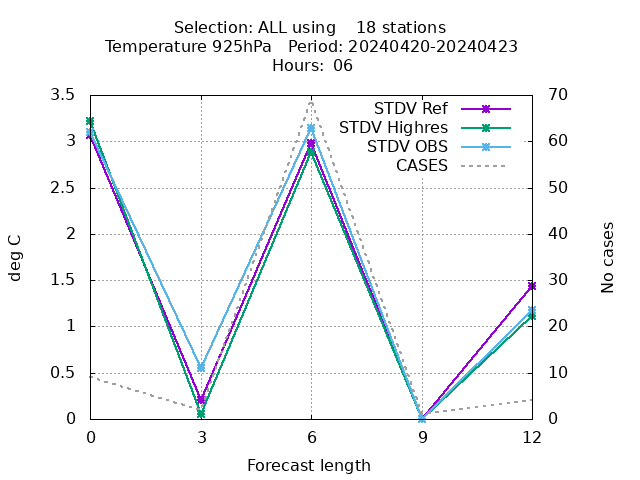 Selection: ALL using    18 stations
Temperature 925hPa   Period: 20240420-20240423
Hours:  06
3.5
3
2.5
2
1.5
1
0.5
0
70
60
50
40
30
20
10
0
STDV Ref
STDV Highres
STDV OBS
CASES
deg C
No cases
0 3 6 9 12
Forecast length